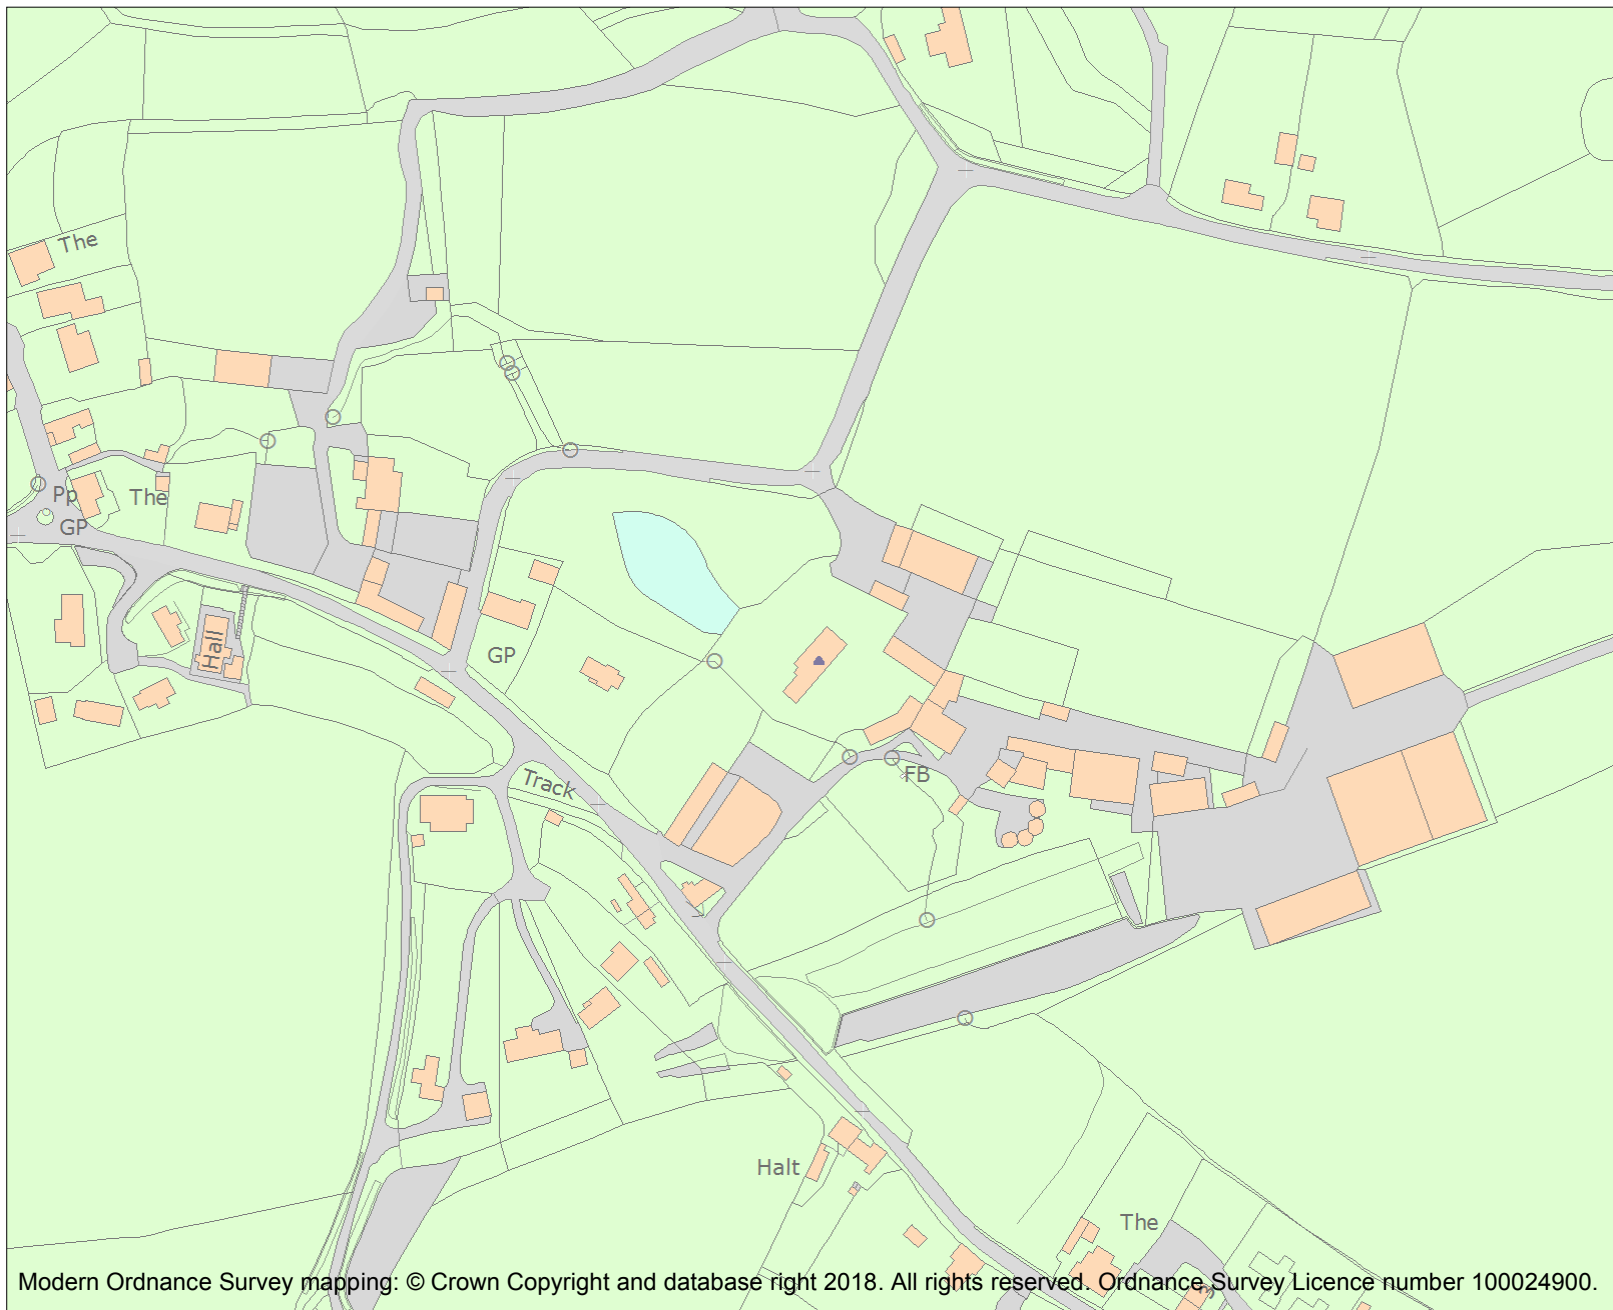 The
Pp
The
GP
Hall
GP
Track
FB
Halt
The
Modern Ordnance Survey mapping: © Crown Copyright and database right 2018. All rights reserved. Ordnance Survey Licence number 100024900.